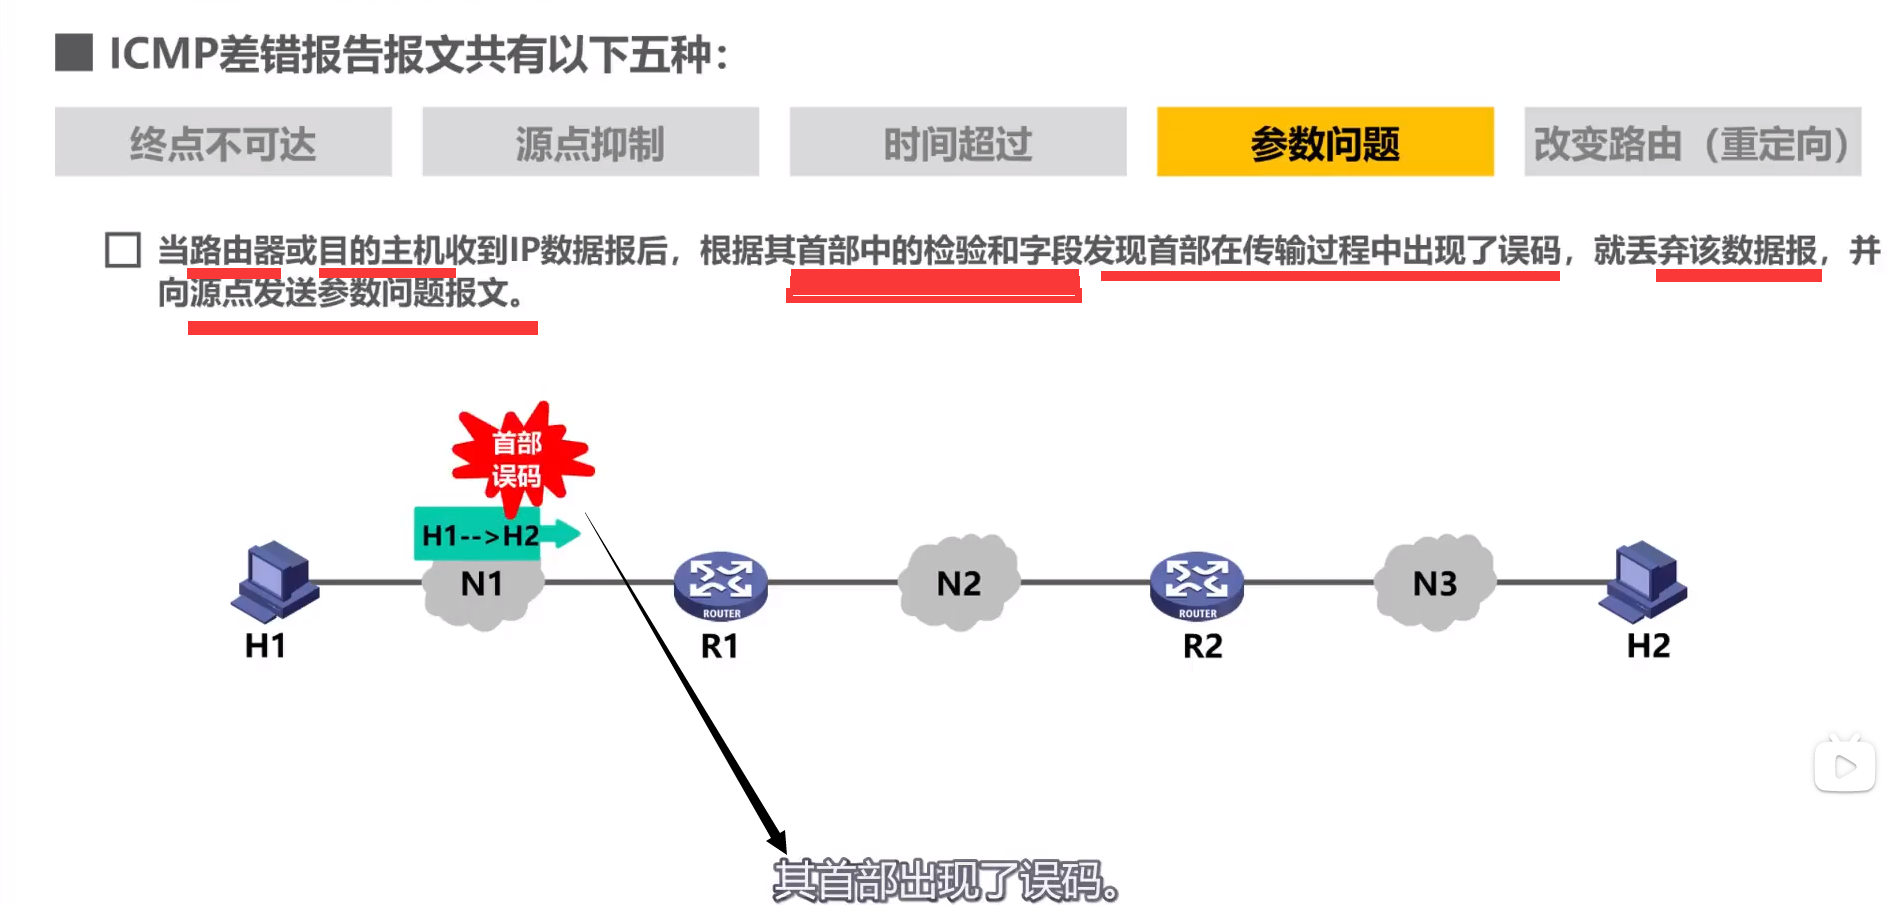 ICMP差错报告报文共有以下五种：
终点不可达 源点抑制 时间超过 参数问题 改变路由（重定向）
当路由器或目的主机收到IP数据报后，根据其首部中的检验和字段发现首部在传输过程中出现了误码，就丢弃该数据报，并
向源点发送参数问题报文。
首部
误码
H1-->H2
N1 N2 N3
ROUTER ROUTER
H1 R1 R2 H2
其首部出现了误码。